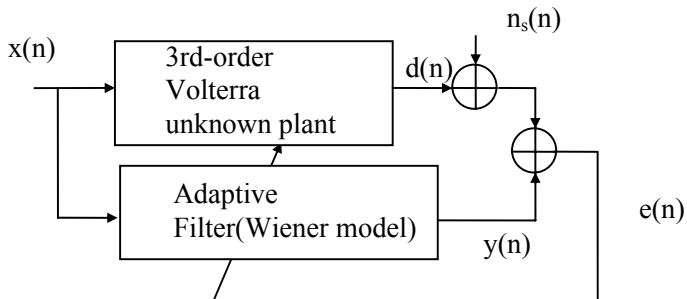 n_s(n)
x(n)
3rd-order
Volterra
unknown plant
d(n)
Adaptive
Filter(Wiener model)
y(n)
e(n)